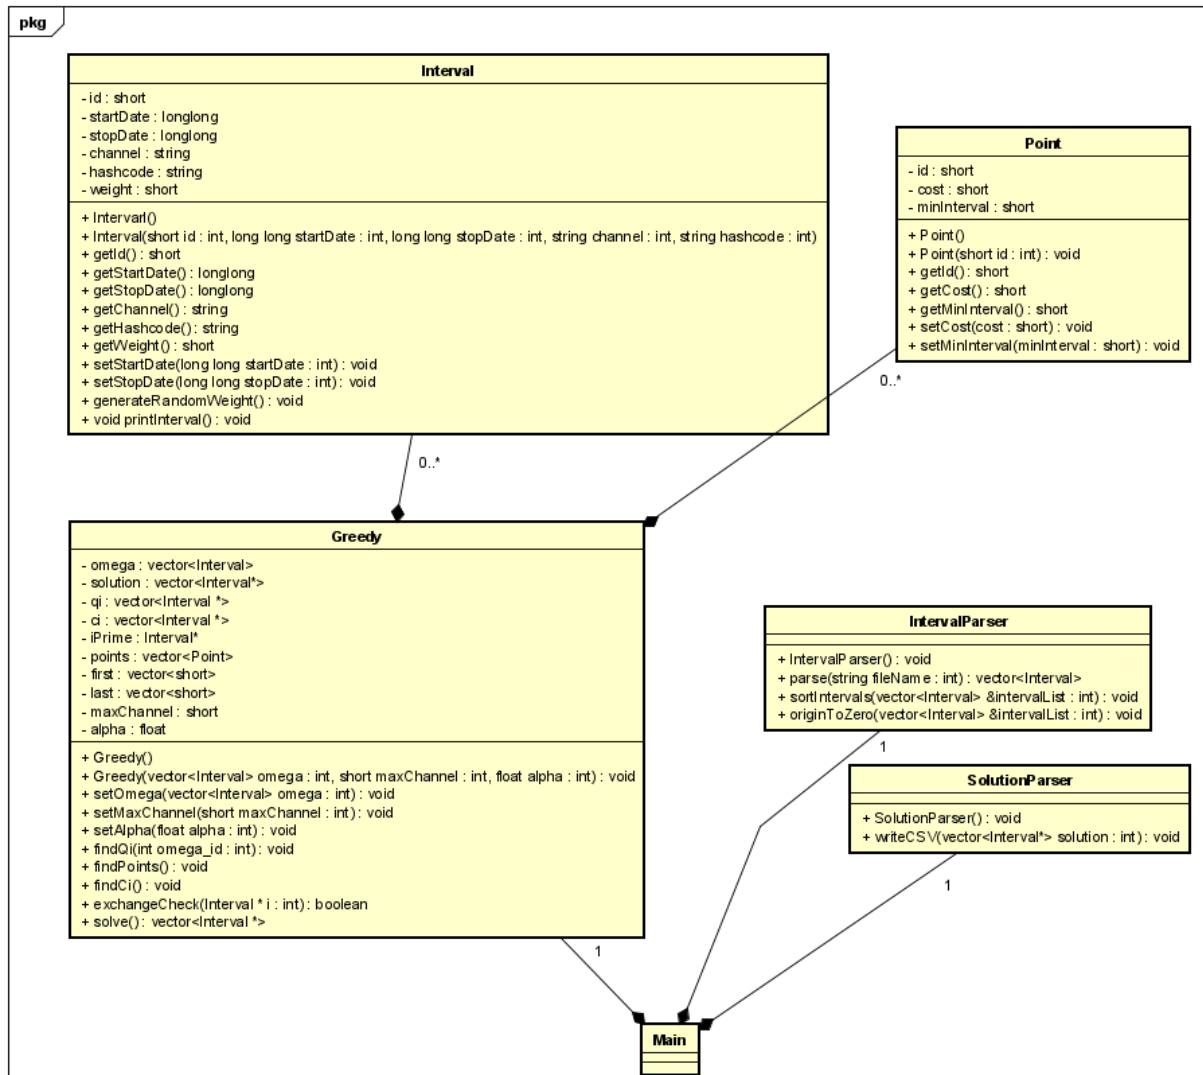 pkg
Interval
- id : short
- startDate : longlong
- stopDate : longlong
- channel : string
- hashcode : string
- weight : short
+ Intervarl()
+ Interval(short id : int, long long startDate : int, long long stopDate : int, string channel : int, string hashcode : int)
+ getId() : short
+ getStartDate() : longlong
+ getStopDate() : longlong
+ getChannel() : string
+ getHashcode() : string
+ getWeight() : short
+ setStartDate(long long startDate : int) : void
+ setStopDate(long long stopDate : int) : void
+ generateRandomWeight() : void
+ void printInterval() : void
0..*
Point
- id : short
- cost : short
- minInterval : short
+ Point()
+ Point(short id : int) : void
+ getId() : short
+ getCost() : short
+ getMinInterval() : short
+ setCost(cost : short) : void
+ setMinInterval(minInterval : short) : void
0..*
Greedy
- omega : vector<Interval>
- solution : vector<Interval*>
- qi : vector<Interval *>
- ci : vector<Interval *>
- iPrime : Interval*
- points : vector<Point>
- first : vector<short>
- last : vector<short>
- maxChannel : short
- alpha : float
+ Greedy()
+ Greedy(vector<Interval> omega : int, short maxChannel : int, float alpha : int) : void
+ setOmega(vector<Interval> omega : int) : void
+ setMaxChannel(short maxChannel : int) : void
+ setAlpha(float alpha : int) : void
+ findQi(int omega_id : int) : void
+ findPoints() : void
+ findCi() : void
+ exchangeCheck(Interval * i : int) : boolean
+ solve() : vector<Interval *>
1
IntervalParser
+ IntervalParser() : void
+ parse(string fileName : int) : vector<Interval>
+ sortIntervals(vector<Interval> &intervalList : int) : void
+ originToZero(vector<Interval> &intervalList : int) : void
1
SolutionParser
+ SolutionParser() : void
+ writeCSV(vector<Interval*> solution : int) : void
1
Main